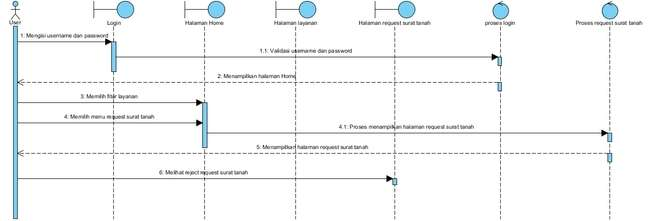 User
Login
Halaman Home
Halaman layanan
Halaman request surat tanah
proses login
Proses request surat tanah
1: Mengisi username dan password
1.1: Validasi username dan password
2: Menampilkan halaman Home
3: Memilih fitur layanan
4: Memilih menu request surat tanah
4.1: Proses menampilkan halaman request surat tanah
5: Menampilkan halaman request surat tanah
6: Melihat reject request surat tanah